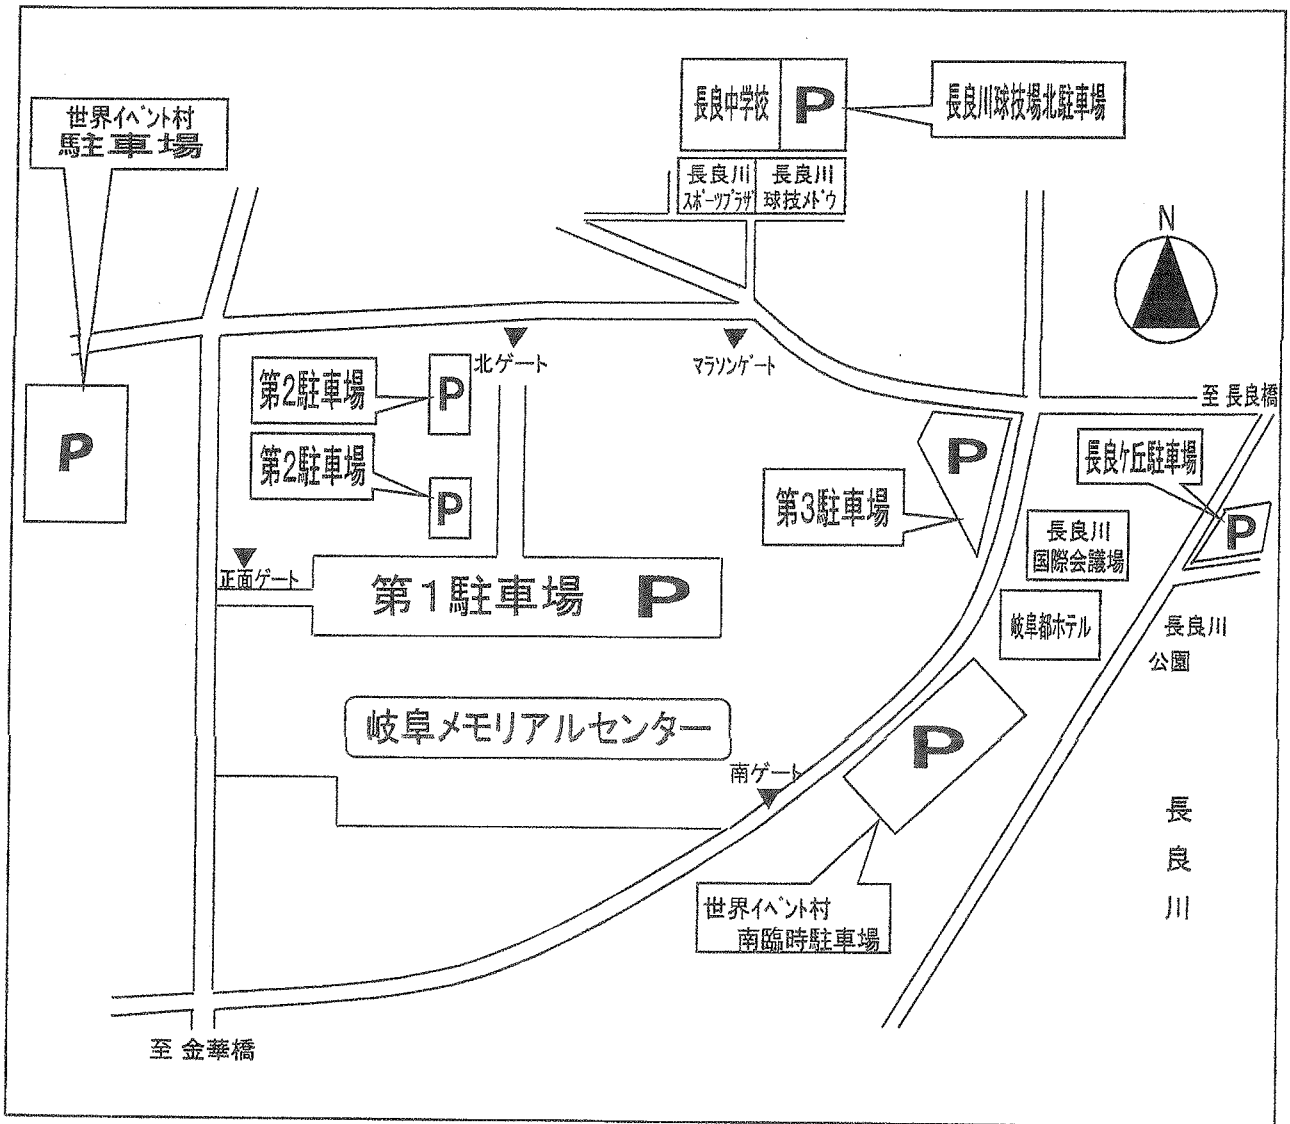 世界イベント村
駐車場
長良中学校
P
長良川球技場北駐車場
長良川
スポーツプラザ
長良川
球技メドウ
N
北ゲート
マラソンゲート
至 長良橋
第2駐車場
P
第2駐車場
P
P
P
第3駐車場
長良ケ丘駐車場
P
長良川
国際会議場
正面ゲート
第1駐車場 P
岐阜都ホテル
長良川
公園
岐阜メモリアルセンター
南ゲート
P
長良川
世界イベント村
南臨時駐車場
至 金華橋